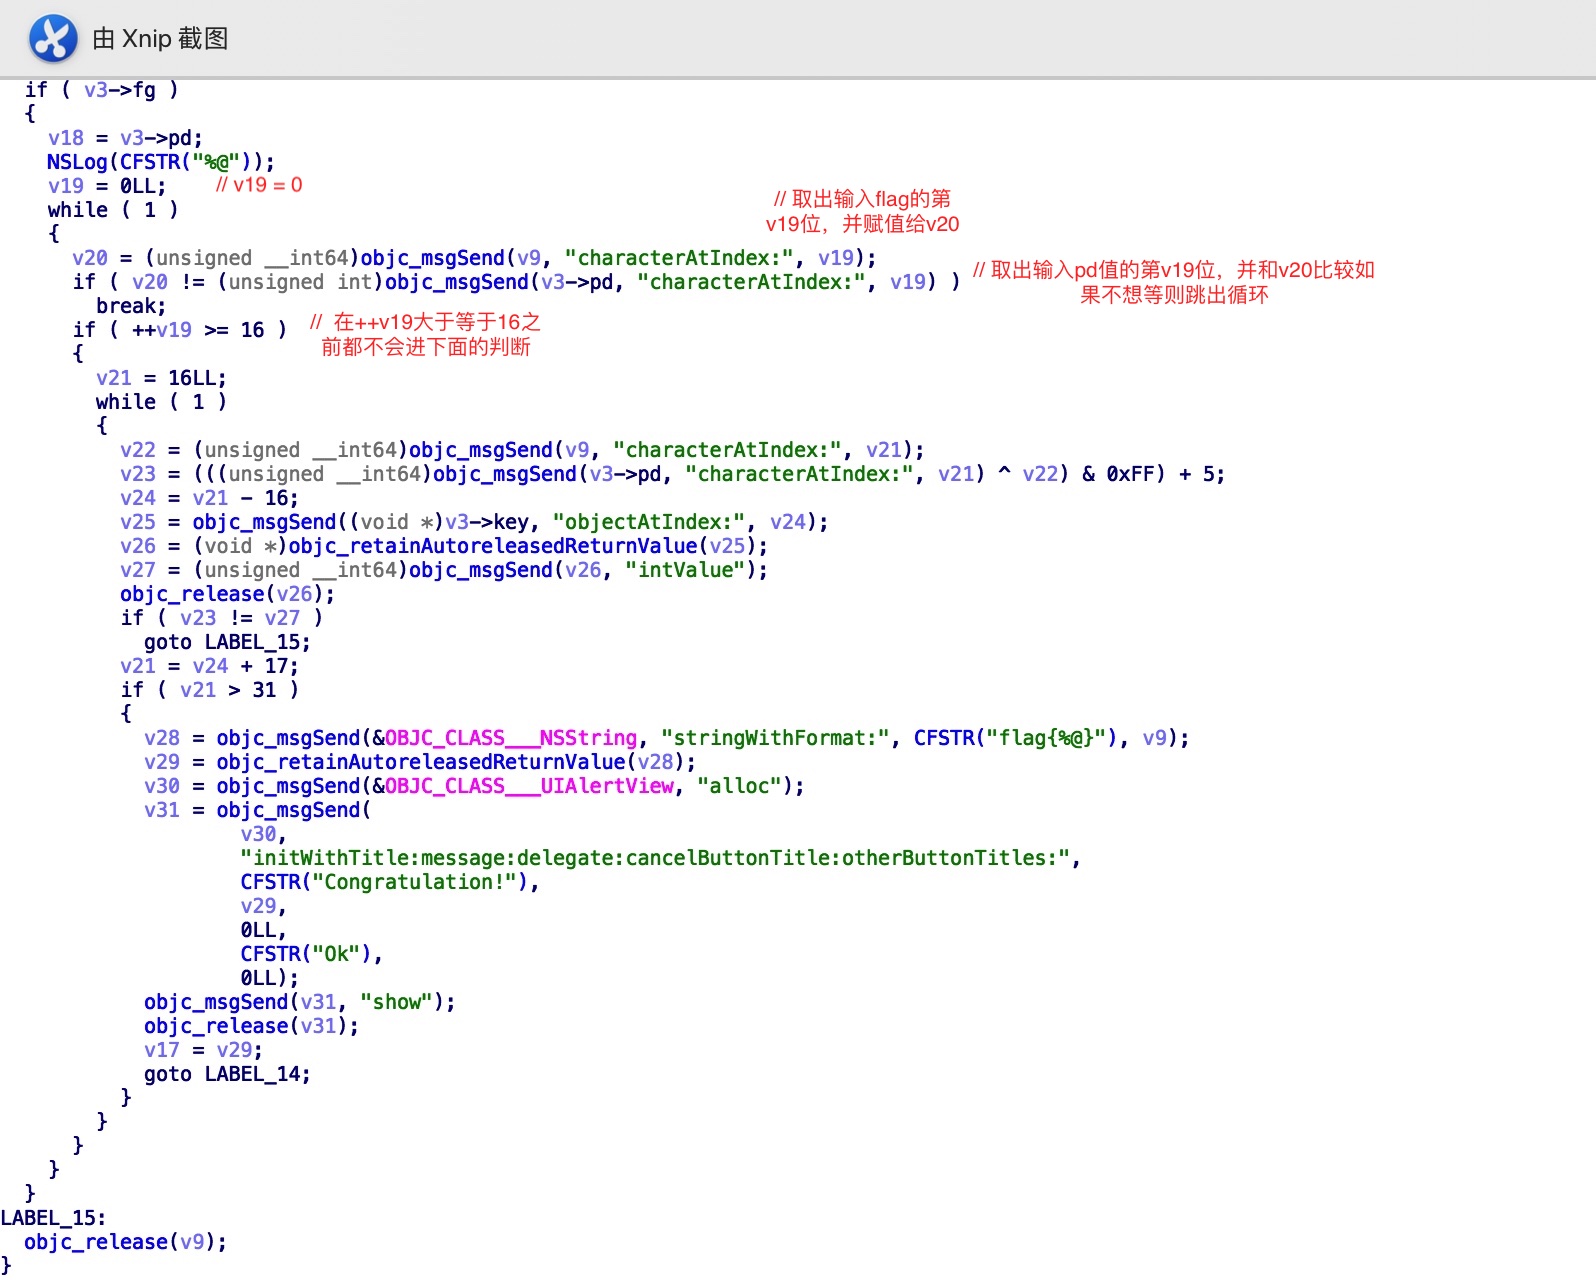 由 Xnip 截图
if ( v3->fg )
{
v18 = v3->pd;
NSLog(CFSTR("%@"));
v19 = 0LL; // v19 = 0
while ( 1 )
// 取出输入flag的第
v19位，并赋值给v20
{
v20 = (unsigned __int64)objc_msgSend(v9, "characterAtIndex:", v19);
if ( v20 != (unsigned int)objc_msgSend(v3->pd, "characterAtIndex:", v19) )
// 取出输入pd值的第v19位，并和v20比较如
果不想等则跳出循环
break;
if ( ++v19 >= 16 )
// 在++v19大于等于16之
前都不会进下面的判断
{
v21 = 16LL;
while ( 1 )
{
v22 = (unsigned __int64)objc_msgSend(v9, "characterAtIndex:", v21);
v23 = (((unsigned __int64)objc_msgSend(v3->pd, "characterAtIndex:", v21) ^ v22) & 0xFF) + 5;
v24 = v21 - 16;
v25 = objc_msgSend((void *)v3->key, "objectAtIndex:", v24);
v26 = (void *)objc_retainAutoreleasedReturnValue(v25);
v27 = (unsigned __int64)objc_msgSend(v26, "intValue");
objc_release(v26);
if ( v23 != v27 )
goto LABEL_15;
v21 = v24 + 17;
if ( v21 > 31 )
{
v28 = objc_msgSend(&OBJC_CLASS___NSString, "stringWithFormat:", CFSTR("flag{%@}"), v9);
v29 = objc_retainAutoreleasedReturnValue(v28);
v30 = objc_msgSend(&OBJC_CLASS___UIAlertView, "alloc");
v31 = objc_msgSend(
v30,
"initWithTitle:message:delegate:cancelButtonTitle:otherButtonTitles:",
CFSTR("Congratulation!"),
v29,
0LL,
CFSTR("Ok"),
0LL);
objc_msgSend(v31, "show");
objc_release(v31);
v17 = v29;
goto LABEL_14;
}
}
}
}
}
LABEL_15:
objc_release(v9);
}